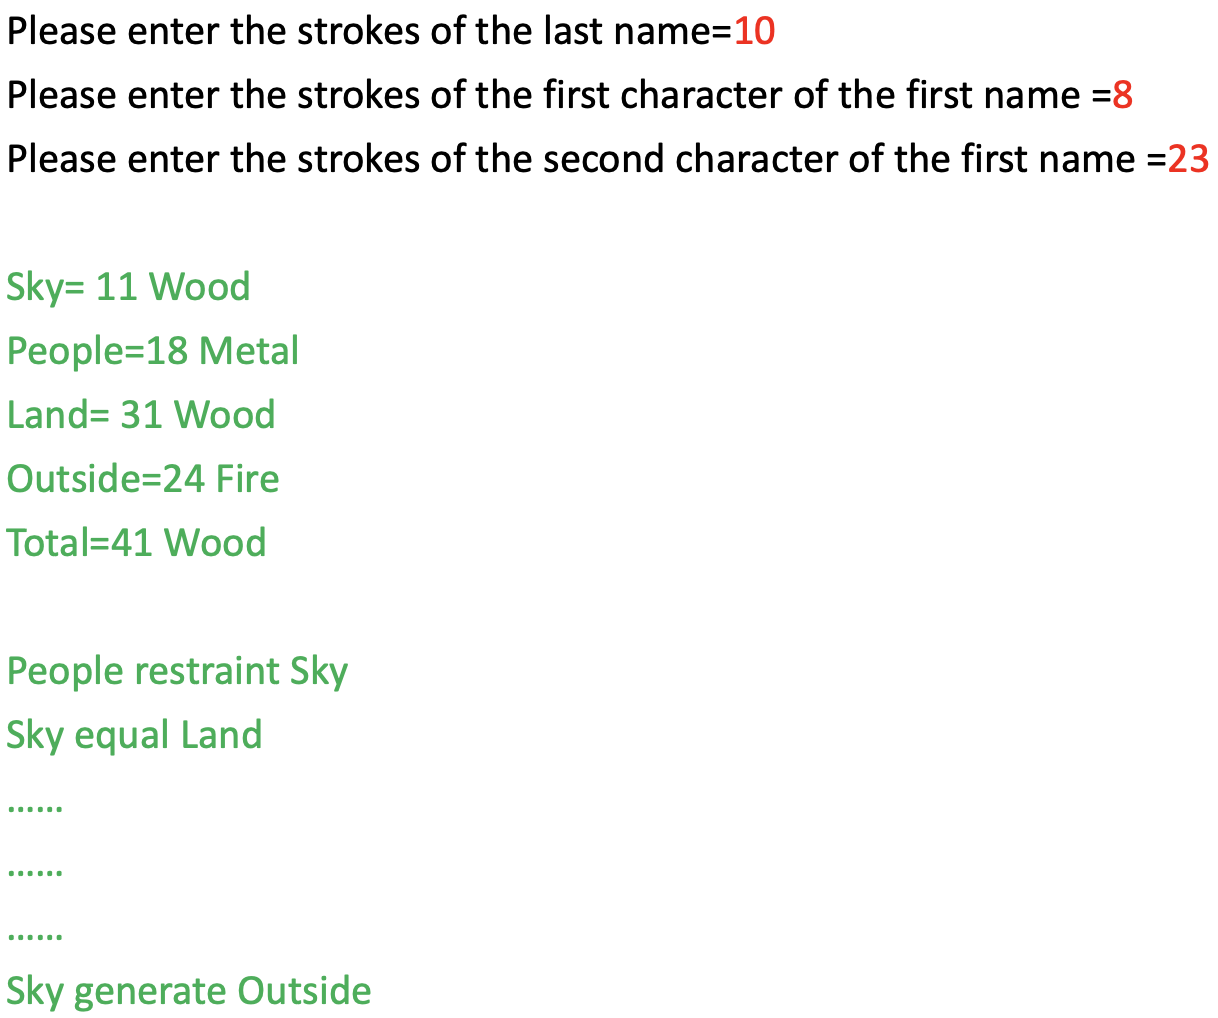 Please enter the strokes of the last name=10
Please enter the strokes of the first character of the first name =8
Please enter the strokes of the second character of the first name =23
Sky= 11 Wood
People=18 Metal
Land= 31 Wood
Outside=24 Fire
Total=41 Wood
People restraint Sky
Sky equal Land
......
......
......
Sky generate Outside